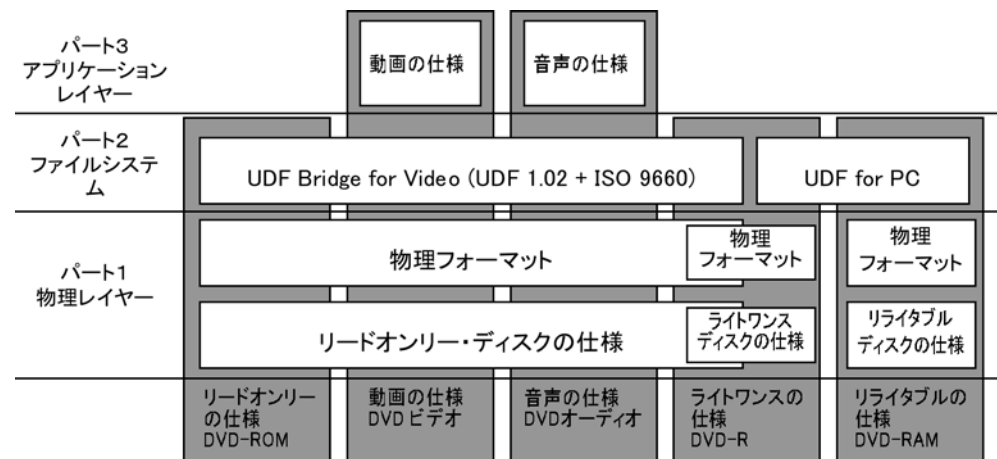 パート3
アプリケーション
レイヤー
動画の仕様
音声の仕様
パート2
ファイルシステ
ム
UDF Bridge for Video (UDF 1.02 + ISO 9660)
UDF for PC
パート1
物理レイヤー
物理フォーマット
物理
フォーマット
物理
フォーマット
リードオンリー・ディスクの仕様
ライトワンス
ディスクの仕様
リライタブル
ディスクの仕様
リードオンリー
の仕様
DVD-ROM
動画の仕様
DVD ビデオ
音声の仕様
DVDオーディオ
ライトワンスの
仕様
DVD-R
リライタブルの
仕様
DVD-RAM